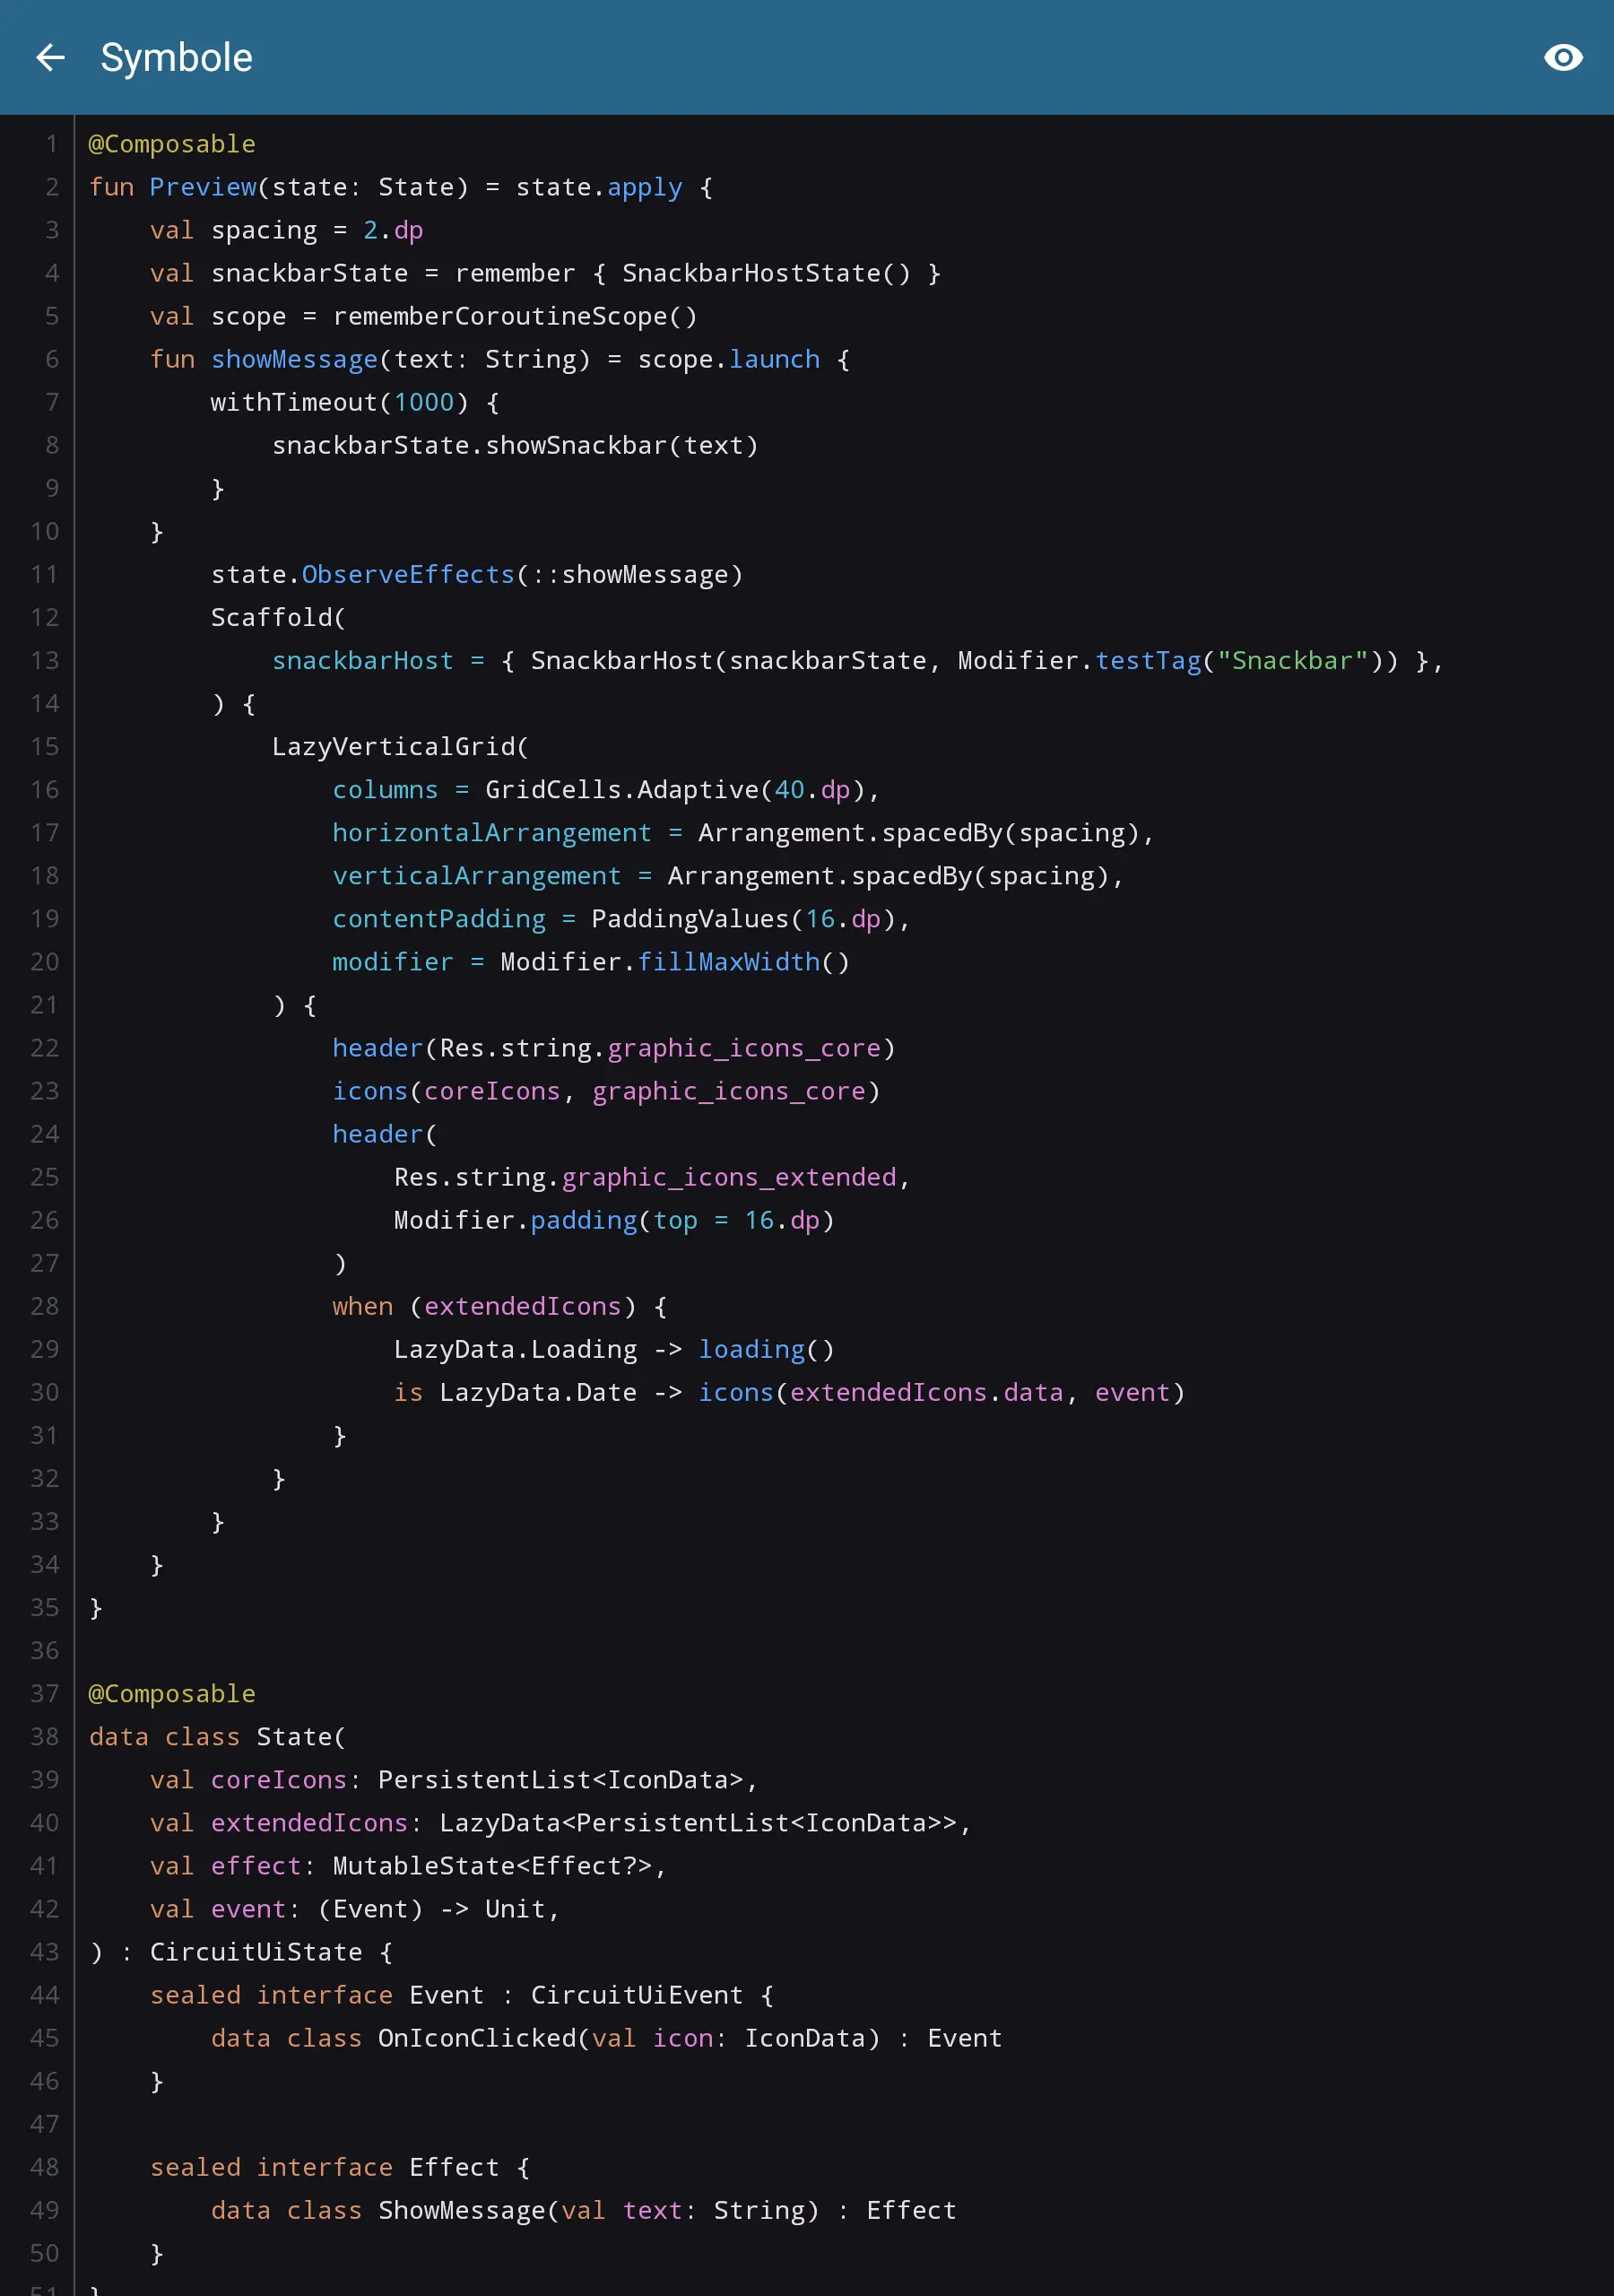 Symbole
1 @Composable
2 fun Preview(state: State) = state.apply {
3     val spacing = 2.dp
4     val snackbarState = remember { SnackbarHostState() }
5     val scope = rememberCoroutineScope()
6     fun showMessage(text: String) = scope.launch {
7         withTimeout(1000) {
8             snackbarState.showSnackbar(text)
9         }
10     }
11         state.ObserveEffects(::showMessage)
12         Scaffold(
13             snackbarHost = { SnackbarHost(snackbarState, Modifier.testTag("Snackbar")) },
14         ) {
15             LazyVerticalGrid(
16                 columns = GridCells.Adaptive(40.dp),
17                 horizontalArrangement = Arrangement.spacedBy(spacing),
18                 verticalArrangement = Arrangement.spacedBy(spacing),
19                 contentPadding = PaddingValues(16.dp),
20                 modifier = Modifier.fillMaxWidth()
21             ) {
22                 header(Res.string.graphic_icons_core)
23                 icons(coreIcons, graphic_icons_core)
24                 header(
25                     Res.string.graphic_icons_extended,
26                     Modifier.padding(top = 16.dp)
27                 )
28                 when (extendedIcons) {
29                     LazyData.Loading -> loading()
30                     is LazyData.Date -> icons(extendedIcons.data, event)
31                 }
32             }
33         }
34     }
35 }
36
37 @Composable
38 data class State(
39     val coreIcons: PersistentList<IconData>,
40     val extendedIcons: LazyData<PersistentList<IconData>>,
41     val effect: MutableState<Effect?>,
42     val event: (Event) -> Unit,
43 ) : CircuitUiState {
44     sealed interface Event : CircuitUiEvent {
45         data class OnIconClicked(val icon: IconData) : Event
46     }
47
48     sealed interface Effect {
49         data class ShowMessage(val text: String) : Effect
50     }
51 }